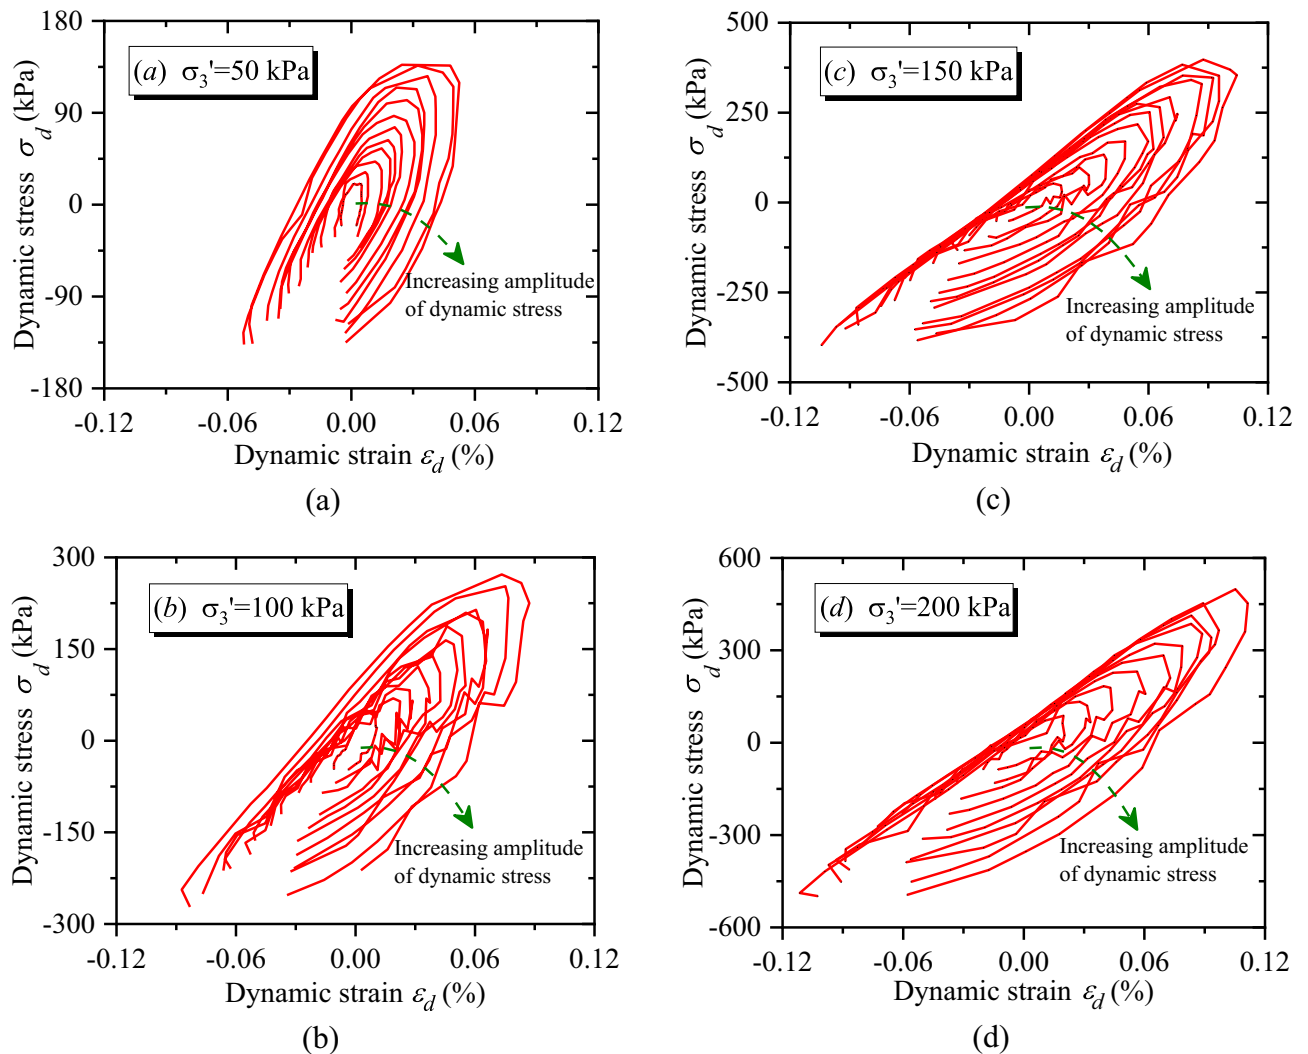 180
90
0
-90
-180
Dynamic stress σd (kPa)
(a) σ3'=50 kPa
Increasing amplitude
of dynamic stress
-0.12 -0.06 0.00 0.06 0.12
Dynamic strain εd (%)
(a)
500
250
0
-250
-500
Dynamic stress σd (kPa)
(c) σ3'=150 kPa
Increasing amplitude
of dynamic stress
-0.12 -0.06 0.00 0.06 0.12
Dynamic strain εd (%)
(c)
300
150
0
-150
-300
Dynamic stress σd (kPa)
(b) σ3'=100 kPa
Increasing amplitude
of dynamic stress
-0.12 -0.06 0.00 0.06 0.12
Dynamic strain εd (%)
(b)
600
300
0
-300
-600
Dynamic stress σd (kPa)
(d) σ3'=200 kPa
Increasing amplitude
of dynamic stress
-0.12 -0.06 0.00 0.06 0.12
Dynamic strain εd (%)
(d)